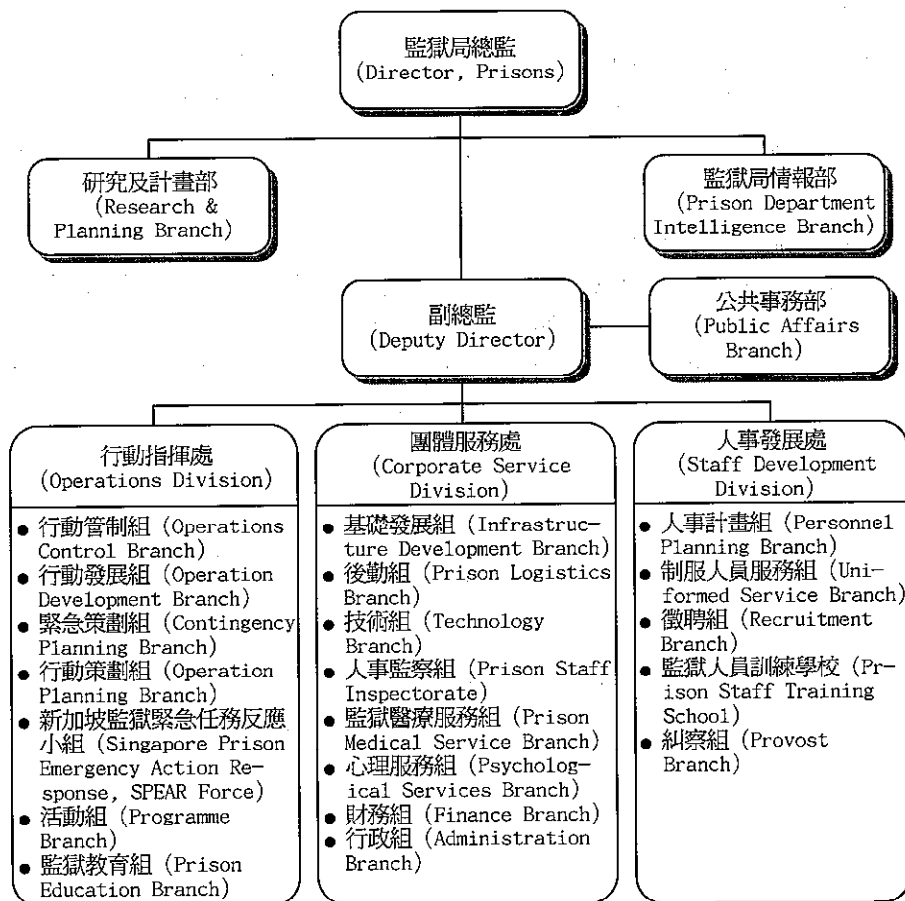 監獄局總監
(Director, Prisons)
研究及計畫部
(Research &
Planning Branch)
監獄局情報部
(Prison Department
Intelligence Branch)
副總監
(Deputy Director)
公共事務部
(Public Affairs
Branch)
行動指揮處
(Operations Division)
● 行動管制組 (Operations
Control Branch)
● 行動發展組 (Operation
Development Branch)
● 緊急策劃組 (Contingency
Planning Branch)
● 行動策劃組 (Operation
Planning Branch)
● 新加坡監獄緊急任務反應
小組 (Singapore Prison
Emergency Action Re-
sponse, SPEAR Force)
● 活動組 (Programme
Branch)
● 監獄教育組 (Prison
Education Branch)
團體服務處
(Corporate Service
Division)
● 基礎發展組 (Infrastruc-
ture Development Branch)
● 後勤組 (Prison Logistics
Branch)
● 技術組 (Technology
Branch)
● 人事監察組 (Prison Staff
Inspectorate)
● 監獄醫療服務組 (Prison
Medical Service Branch)
● 心理服務組 (Psycholog-
ical Services Branch)
● 財務組 (Finance Branch)
● 行政組 (Administration
Branch)
人事發展處
(Staff Development
Division)
● 人事計畫組 (Personnel
Planning Branch)
● 制服人員服務組 (Uni-
formed Service Branch)
● 徵聘組 (Recruitment
Branch)
● 監獄人員訓練學校 (Pr-
ison Staff Training
School)
● 糾察組 (Provost
Branch)